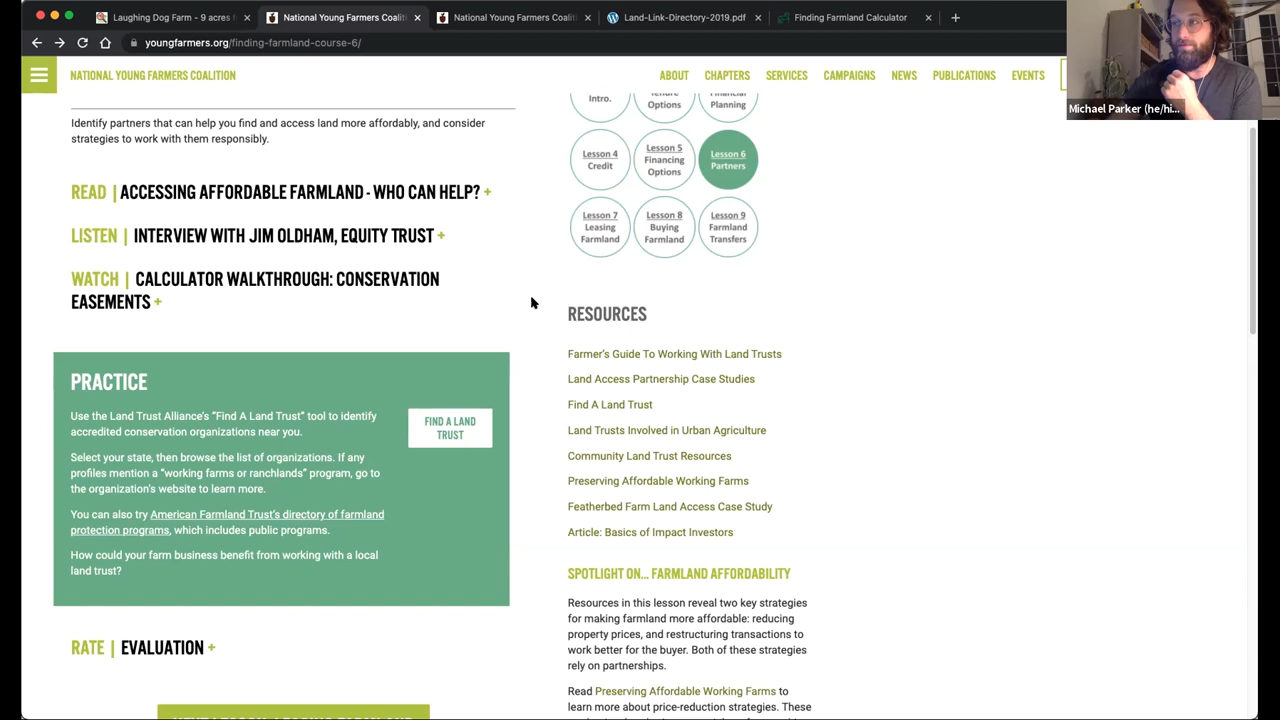 Laughing Dog Farm - 9 acres f
National Young Farmers Coaliti
National Young Farmers Coaliti
Land-Link-Directory-2019.pdf
Finding Farmland Calculator
youngfarmers.org/finding-farmland-course-6/
Michael Parker (he/hi...
NATIONAL YOUNG FARMERS COALITION
ABOUT CHAPTERS SERVICES CAMPAIGNS NEWS PUBLICATIONS EVENTS
Identify partners that can help you find and access land more affordably, and consider
strategies to work with them responsibly.
READ | ACCESSING AFFORDABLE FARMLAND - WHO CAN HELP? +
LISTEN | INTERVIEW WITH JIM OLDHAM, EQUITY TRUST +
WATCH | CALCULATOR WALKTHROUGH: CONSERVATION
EASEMENTS +
PRACTICE
Use the Land Trust Alliance's "Find A Land Trust" tool to identify
accredited conservation organizations near you.
Select your state, then browse the list of organizations. If any
profiles mention a "working farms or ranchlands" program, go to
the organization's website to learn more.
You can also try American Farmland Trust's directory of farmland
protection programs, which includes public programs.
How could your farm business benefit from working with a local
land trust?
FIND A LAND
TRUST
RATE | EVALUATION +
Intro.
Options
Planning
Lesson 4
Credit
Lesson 5
Financing
Options
Lesson 6
Partners
Lesson 7
Leasing
Farmland
Lesson 8
Buying
Farmland
Lesson 9
Farmland
Transfers
RESOURCES
Farmer's Guide To Working With Land Trusts
Land Access Partnership Case Studies
Find A Land Trust
Land Trusts Involved in Urban Agriculture
Community Land Trust Resources
Preserving Affordable Working Farms
Featherbed Farm Land Access Case Study
Article: Basics of Impact Investors
SPOTLIGHT ON... FARMLAND AFFORDABILITY
Resources in this lesson reveal two key strategies
for making farmland more affordable: reducing
property prices, and restructuring transactions to
work better for the buyer. Both of these strategies
rely on partnerships.
Read Preserving Affordable Working Farms to
learn more about price-reduction strategies. These